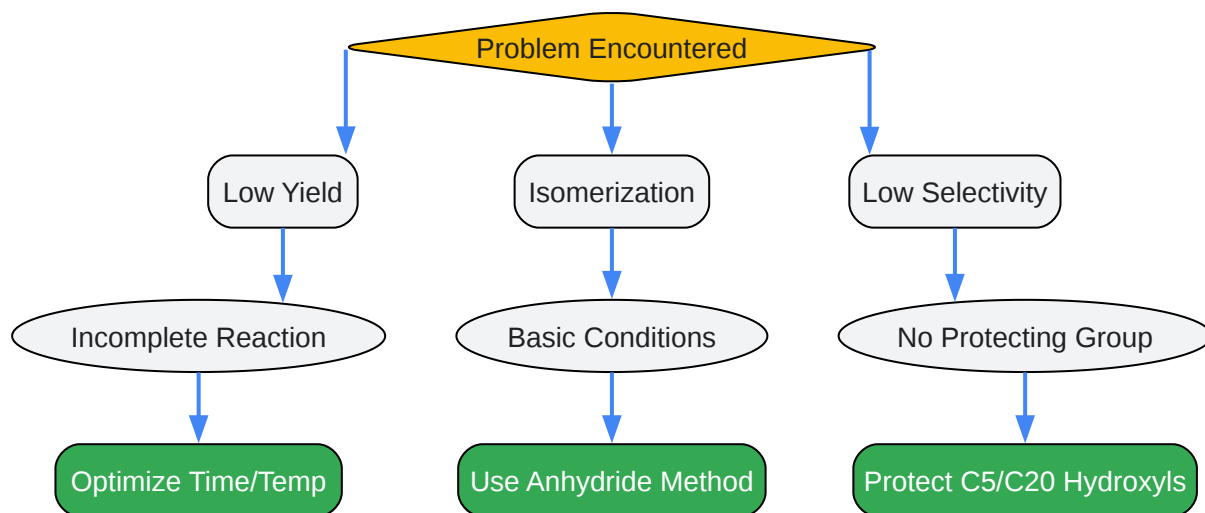 Problem Encountered
Low Yield
Isomerization
Low Selectivity
Incomplete Reaction
Basic Conditions
No Protecting Group
Optimize Time/Temp
Use Anhydride Method
Protect C5/C20 Hydroxyls